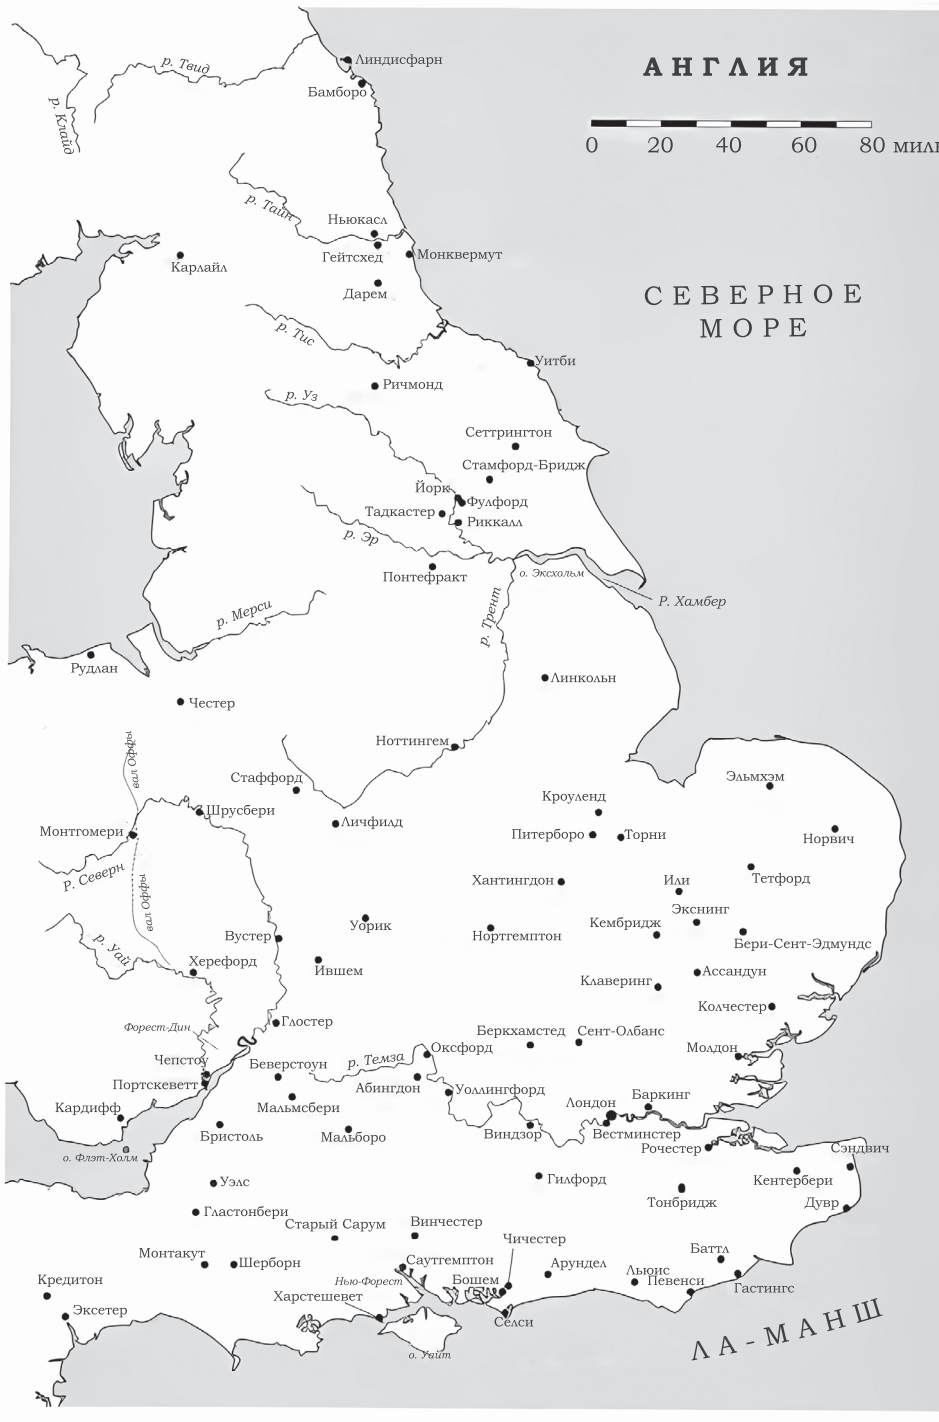 АНГЛИЯ
0 20 40 60 80 мили
СЕВЕРНОЕ
МОРЕ
Линдисфарн
р. Твид
Бамборо
р. Клайд
р. Тайн
Ньюкасл
Гейтсхед
Монквермут
Карлайл
Дарем
р. Тис
Уитби
Ричмонд
р. Уз
Сеттрингтон
Стамфорд-Бридж
Йорк
Фулфорд
Тадкастер
Риккалл
р. Эр
Понтефракт
о. Эксхольм
Р. Хамбер
р. Мерси
р. Трент
Рудлан
Линкольн
Честер
Ноттингем
вал Оффы
Стаффорд
Эльмхэм
Кроуленд
Шрусбери
Личфилд
Монтгомери
Питерборо
Торни
Норвич
Р. Северн
Хантингдон
Или
Тетфорд
вал Оффы
Экснинг
Уорик
Кембридж
р. Уай
Вустер
Нортгемптон
Бери-Сент-Эдмундс
Херефорд
Ившем
Ассандун
Клаверинг
Колчестер
Форест-Дин
Глостер
Беркхамстед
Сент-Олбанс
Оксфорд
Молдон
Чепстоу
Беверстоун
р. Темза
Портскеветт
Абингдон
Уоллингфорд
Баркинг
Лондон
Кардифф
Мальмсбери
Бристоль
Мальборо
Виндзор
Вестминстер
Рочестер
Сэндвич
о. Флэт-Холм
Уэлс
Гилфорд
Кентербери
Тонбридж
Дувр
Гластонбери
Старый Сарум
Винчестер
Чичестер
Монтакут
Шерборн
Саутгемптон
Арундел
Баттл
Кредитон
Нью-Форест
Бошем
Льюис
Певенси
Гастингс
Харстешевет
Эксетер
Селси
ЛА-МАНШ
о. Уайт